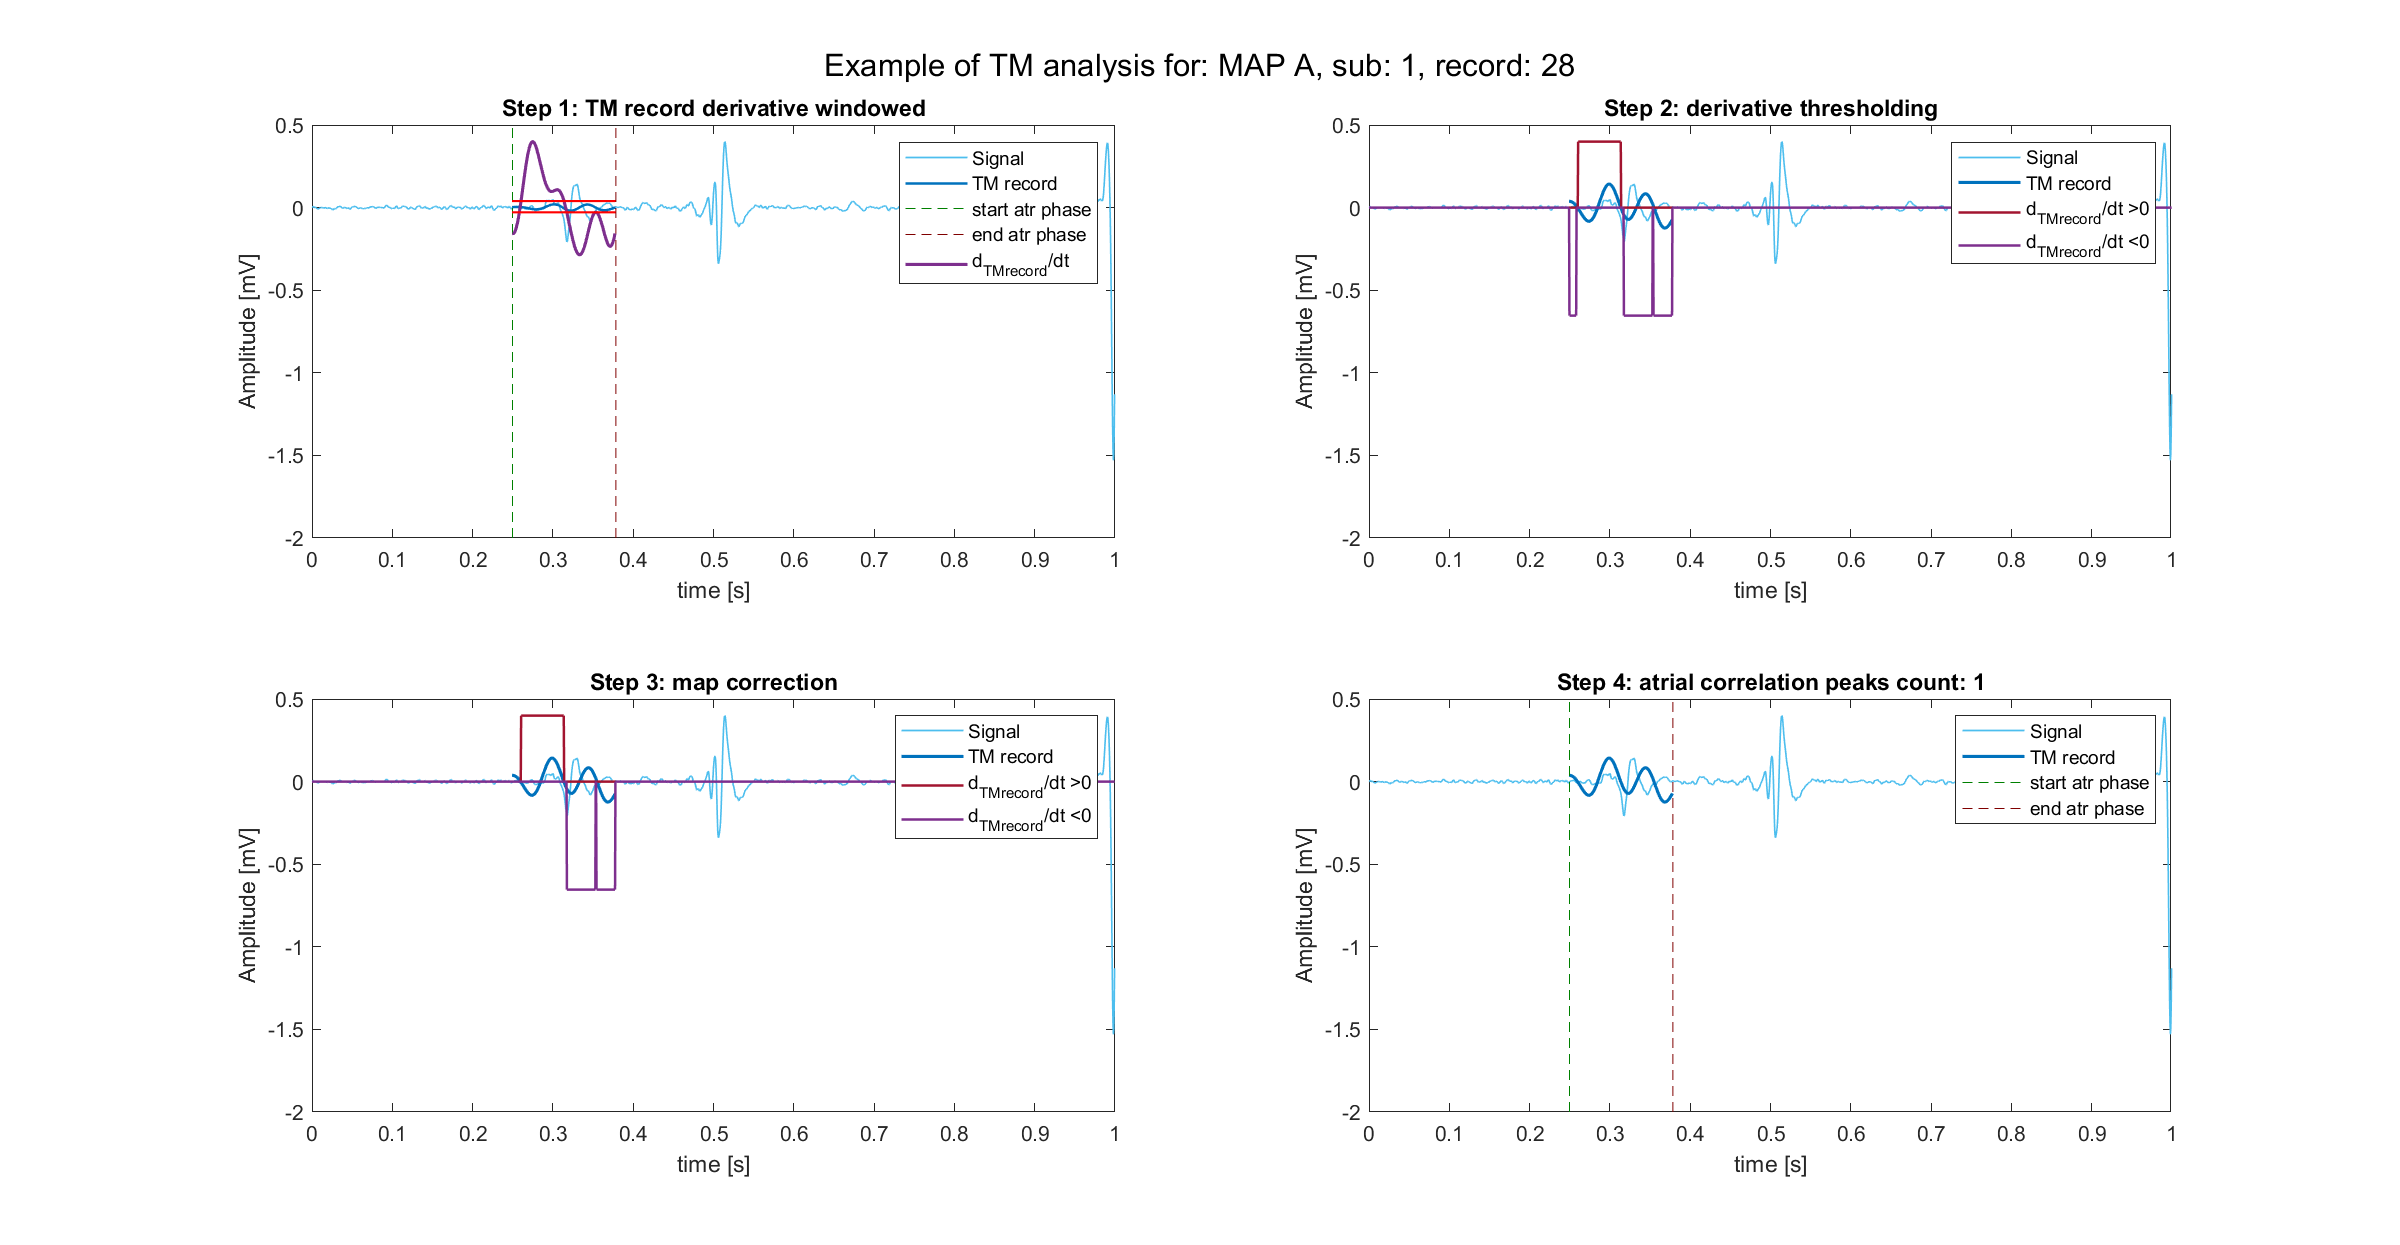 Example of TM analysis for: MAP A, sub: 1, record: 28
Step 1: TM record derivative windowed
0.5
0
-0.5
-1
-1.5
-2
0 0.1 0.2 0.3 0.4 0.5 0.6 0.7 0.8 0.9 1
time [s]
Amplitude [mV]
Signal
TM record
start atr phase
end atr phase
dTMrecord/dt
Step 2: derivative thresholding
0.5
0
-0.5
-1
-1.5
-2
0 0.1 0.2 0.3 0.4 0.5 0.6 0.7 0.8 0.9 1
time [s]
Amplitude [mV]
Signal
TM record
dTMrecord/dt >0
dTMrecord/dt <0
Step 3: map correction
0.5
0
-0.5
-1
-1.5
-2
0 0.1 0.2 0.3 0.4 0.5 0.6 0.7 0.8 0.9 1
time [s]
Amplitude [mV]
Signal
TM record
dTMrecord/dt >0
dTMrecord/dt <0
Step 4: atrial correlation peaks count: 1
0.5
0
-0.5
-1
-1.5
-2
0 0.1 0.2 0.3 0.4 0.5 0.6 0.7 0.8 0.9 1
time [s]
Amplitude [mV]
Signal
TM record
start atr phase
end atr phase